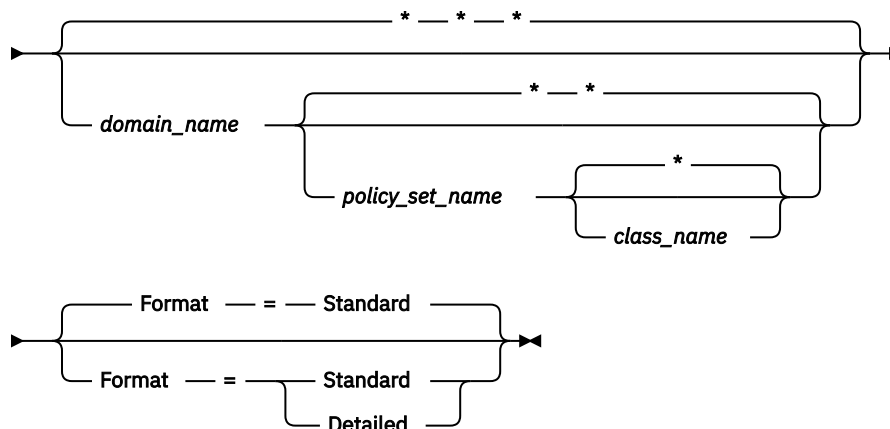 * * *
* *
domain_name
*
policy_set_name
class_name
Format = Standard
Format = Standard
Detailed